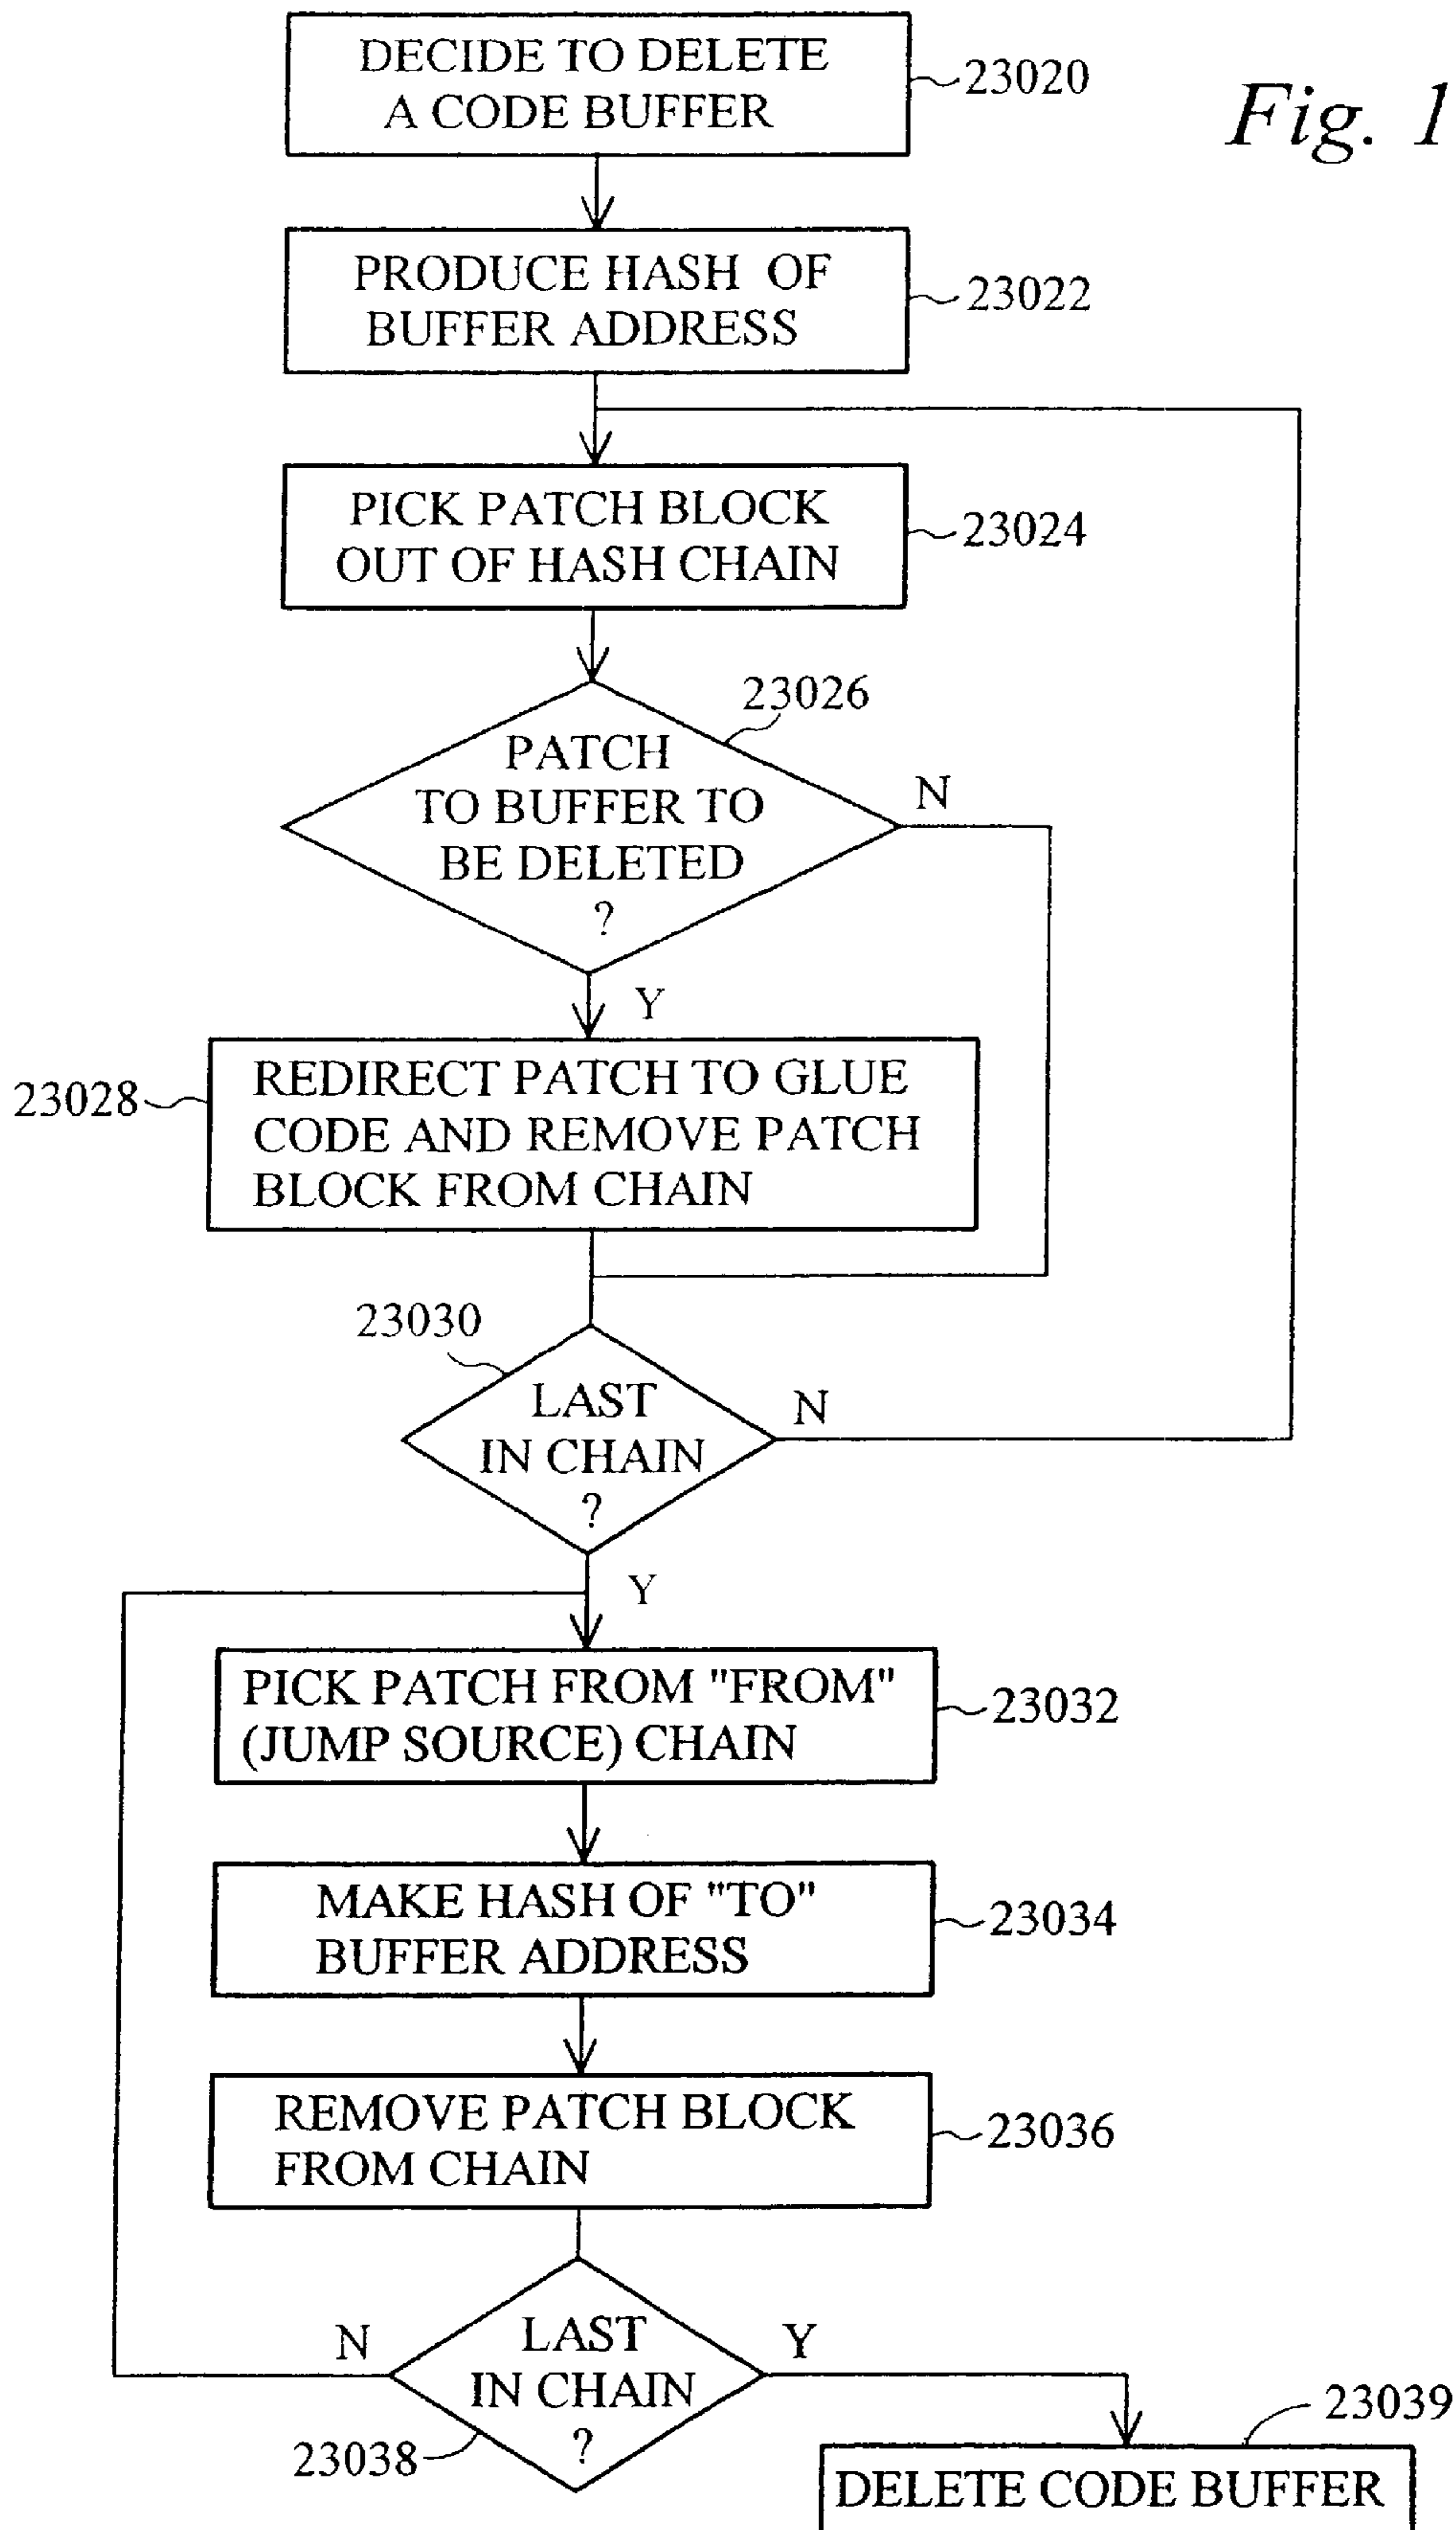 DECIDE TO DELETE
A CODE BUFFER
23020
Fig. 1
PRODUCE HASH OF
BUFFER ADDRESS
23022
PICK PATCH BLOCK
OUT OF HASH CHAIN
23024
23026
PATCH
TO BUFFER TO
BE DELETED
?
N
Y
23028
REDIRECT PATCH TO GLUE
CODE AND REMOVE PATCH
BLOCK FROM CHAIN
23030
LAST
IN CHAIN
?
N
Y
PICK PATCH FROM "FROM"
(JUMP SOURCE) CHAIN
23032
MAKE HASH OF "TO"
BUFFER ADDRESS
23034
REMOVE PATCH BLOCK
FROM CHAIN
23036
N
LAST
IN CHAIN
?
Y
23038
23039
DELETE CODE BUFFER